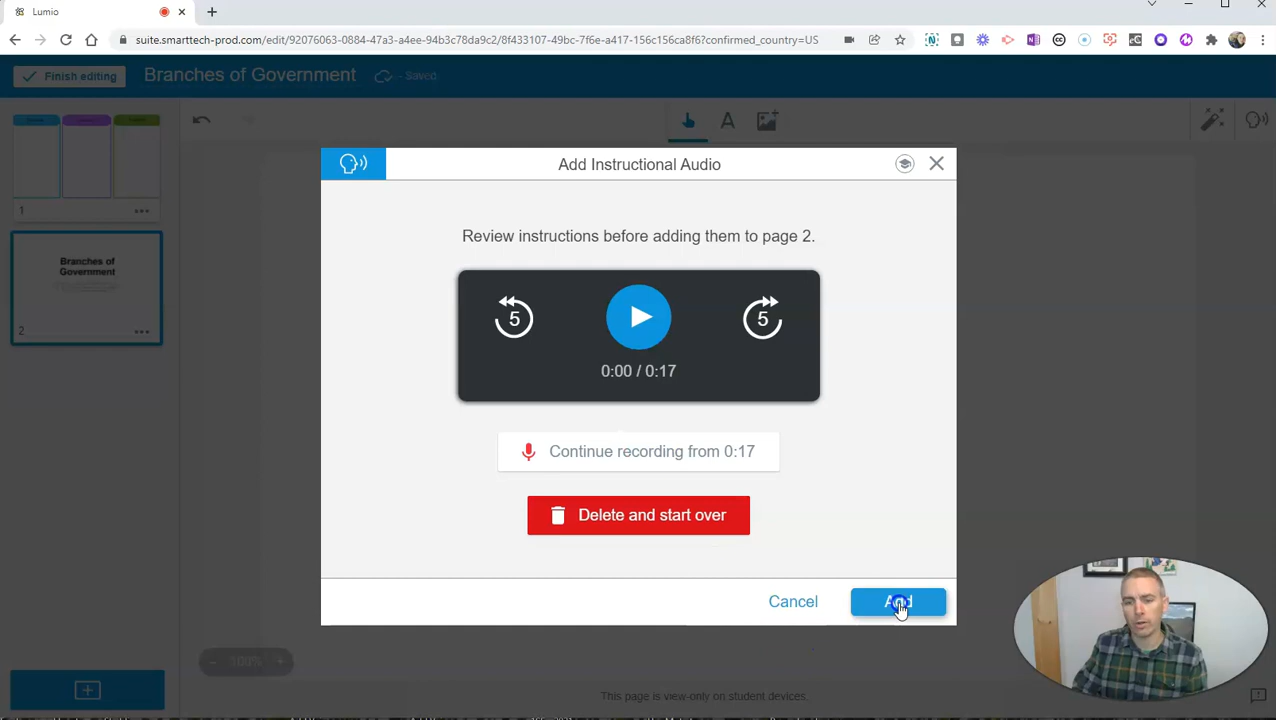 Lumio
suite.smarttech-prod.com/edit/92076063-0884-47a3-a4ee-94b3c78da9c2/8f433107-49bc-7f6e-a417-156c156ca8f6?confirmed_country=US
Finish editing
Branches of Government
- Saved
A
1
Branches of
Government
2
Add Instructional Audio
Review instructions before adding them to page 2.
5
5
0:00 / 0:17
Continue recording from 0:17
Delete and start over
Cancel
Add
This page is view-only on student devices.